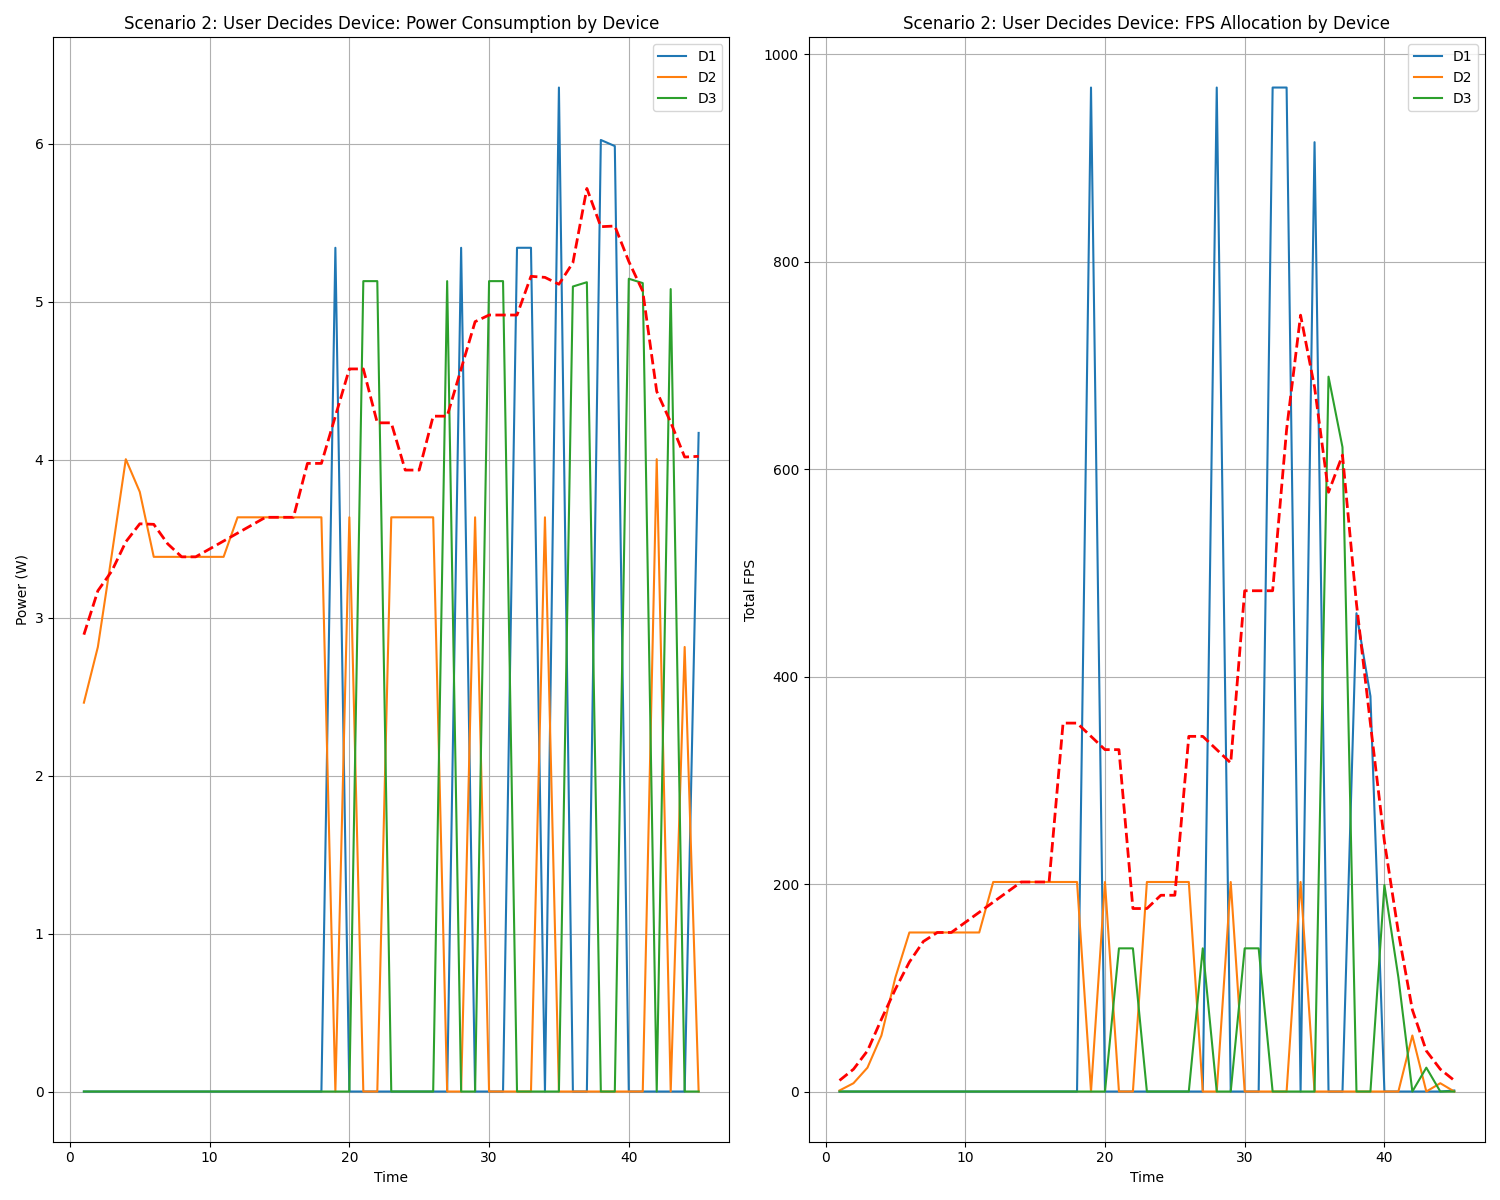 Scenario 2: User Decides Device: Power Consumption by Device
D1
D2
D3
6
5
4
3
2
1
0
Power (W)
0
10
20
30
40
Time
Scenario 2: User Decides Device: FPS Allocation by Device
D1
D2
D3
1000
800
600
400
200
0
Total FPS
0
10
20
30
40
Time